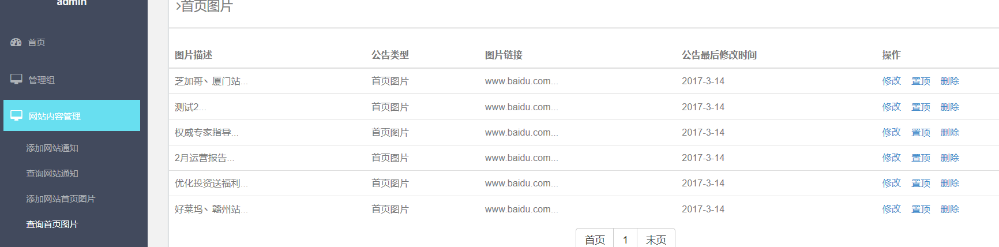 admin
首页
管理组
网站内容管理
添加网站通知
查询网站通知
添加网站首页图片
查询首页图片
>首页图片
图片描述 公告类型 图片链接 公告最后修改时间 操作
芝加哥、厦门站... 首页图片 www.baidu.com... 2017-3-14 修改 置顶 删除
测试2... 首页图片 www.baidu.com... 2017-3-14 修改 置顶 删除
权威专家指导... 首页图片 www.baidu.com... 2017-3-14 修改 置顶 删除
2月运营报告... 首页图片 www.baidu.com... 2017-3-14 修改 置顶 删除
优化投资送福利... 首页图片 www.baidu.com... 2017-3-14 修改 置顶 删除
好莱坞、赣州站... 首页图片 www.baidu.com... 2017-3-14 修改 置顶 删除
首页 1 末页